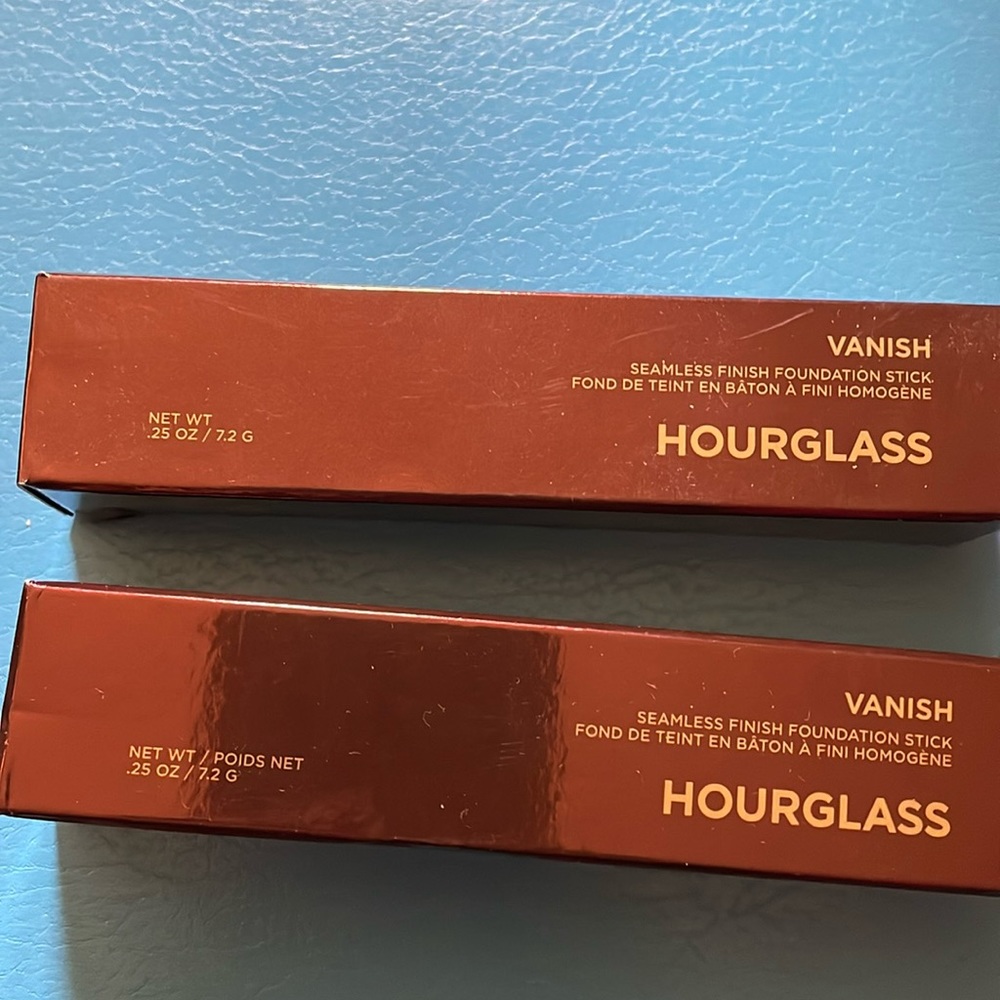 VANISH
SEAMLESS FINISH FOUNDATION STICK
FOND DE TEINT EN BÂTON À FINI HOMOGÈNE
NET WT
.25 OZ / 7.2 G
HOURGLASS
VANISH
SEAMLESS FINISH FOUNDATION STICK
FOND DE TEINT EN BÂTON À FINI HOMOGÈNE
NET WT / POIDS NET
.25 OZ / 7.2 G
HOURGLASS